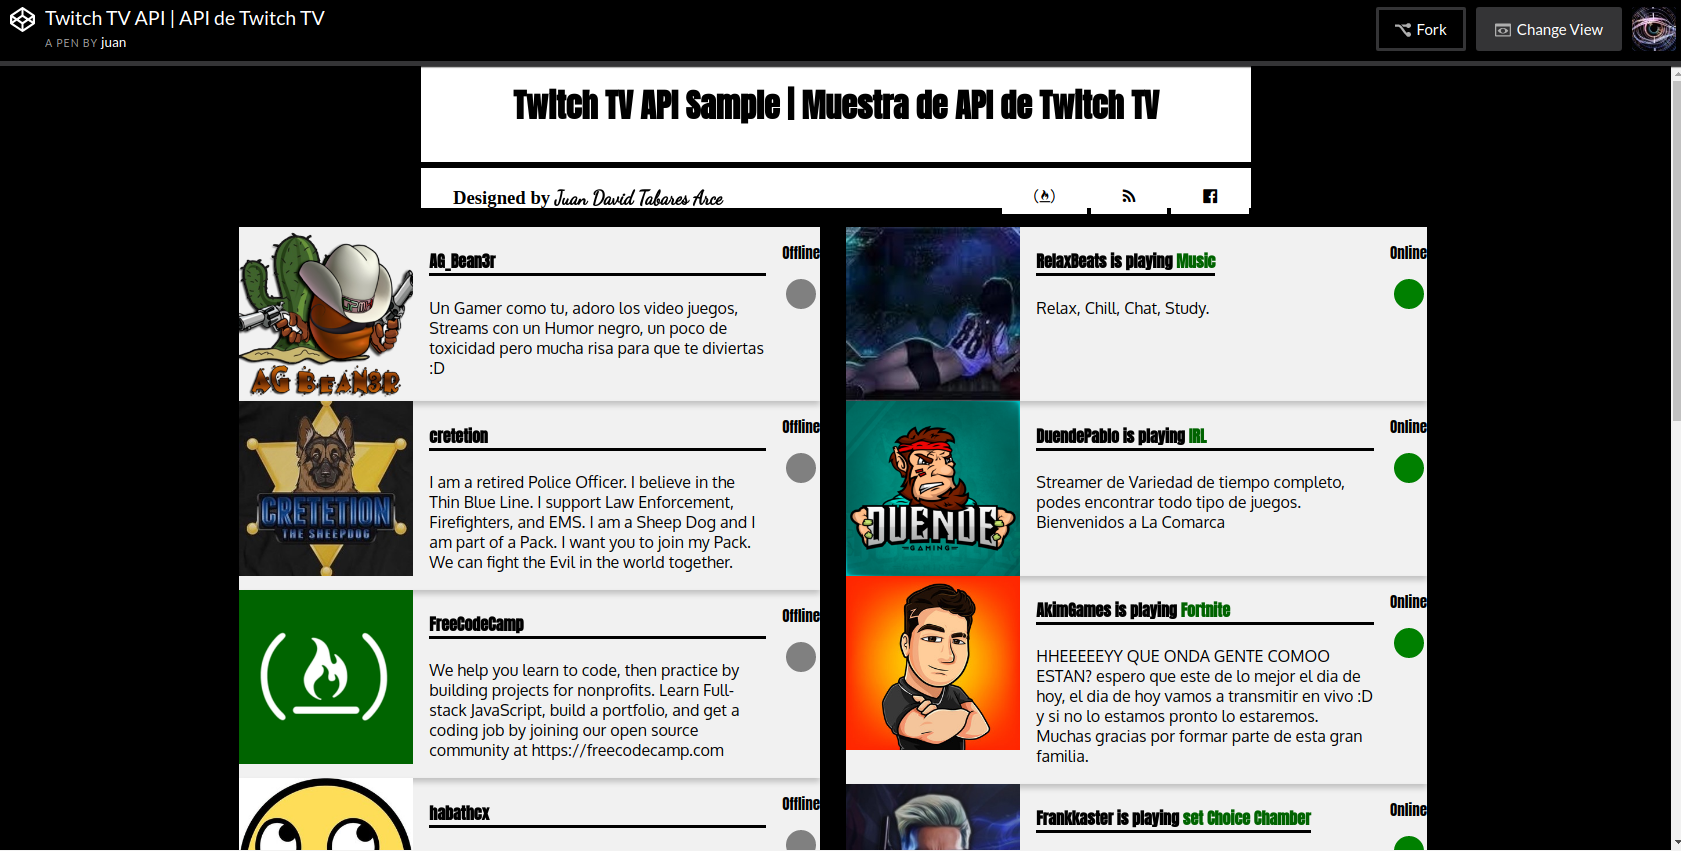 Twitch TV API | API de Twitch TV
A PEN BY juan
Fork
Change View
Twitch TV API Sample | Muestra de API de Twitch TV
Designed by Juan David Tabares Arce
AG_Bean3r
Offline
Un Gamer como tu, adoro los video juegos,
Streams con un Humor negro, un poco de
toxicidad pero mucha risa para que te diviertas
:D
AG BEAN3R
cretetion
Offline
I am a retired Police Officer. I believe in the
Thin Blue Line. I support Law Enforcement,
Firefighters, and EMS. I am a Sheep Dog and I
am part of a Pack. I want you to join my Pack.
We can fight the Evil in the world together.
CRETETION
THE SHEEPDOG
FreeCodeCamp
Offline
We help you learn to code, then practice by
building projects for nonprofits. Learn Full-
stack JavaScript, build a portfolio, and get a
coding job by joining our open source
community at https://freecodecamp.com
habathcx
Offline
RelaxBeats is playing Music
Online
Relax, Chill, Chat, Study.
DuendePablo is playing IRL
Online
Streamer de Variedad de tiempo completo,
podes encontrar todo tipo de juegos.
Bienvenidos a La Comarca
DUENDE
GAMING
AkimGames is playing Fortnite
Online
HHEEEEEYY QUE ONDA GENTE COMOO
ESTAN? espero que este de lo mejor el dia de
hoy, el dia de hoy vamos a transmitir en vivo :D
y si no lo estamos pronto lo estaremos.
Muchas gracias por formar parte de esta gran
familia.
Frankkaster is playing set Choice Chamber
Online